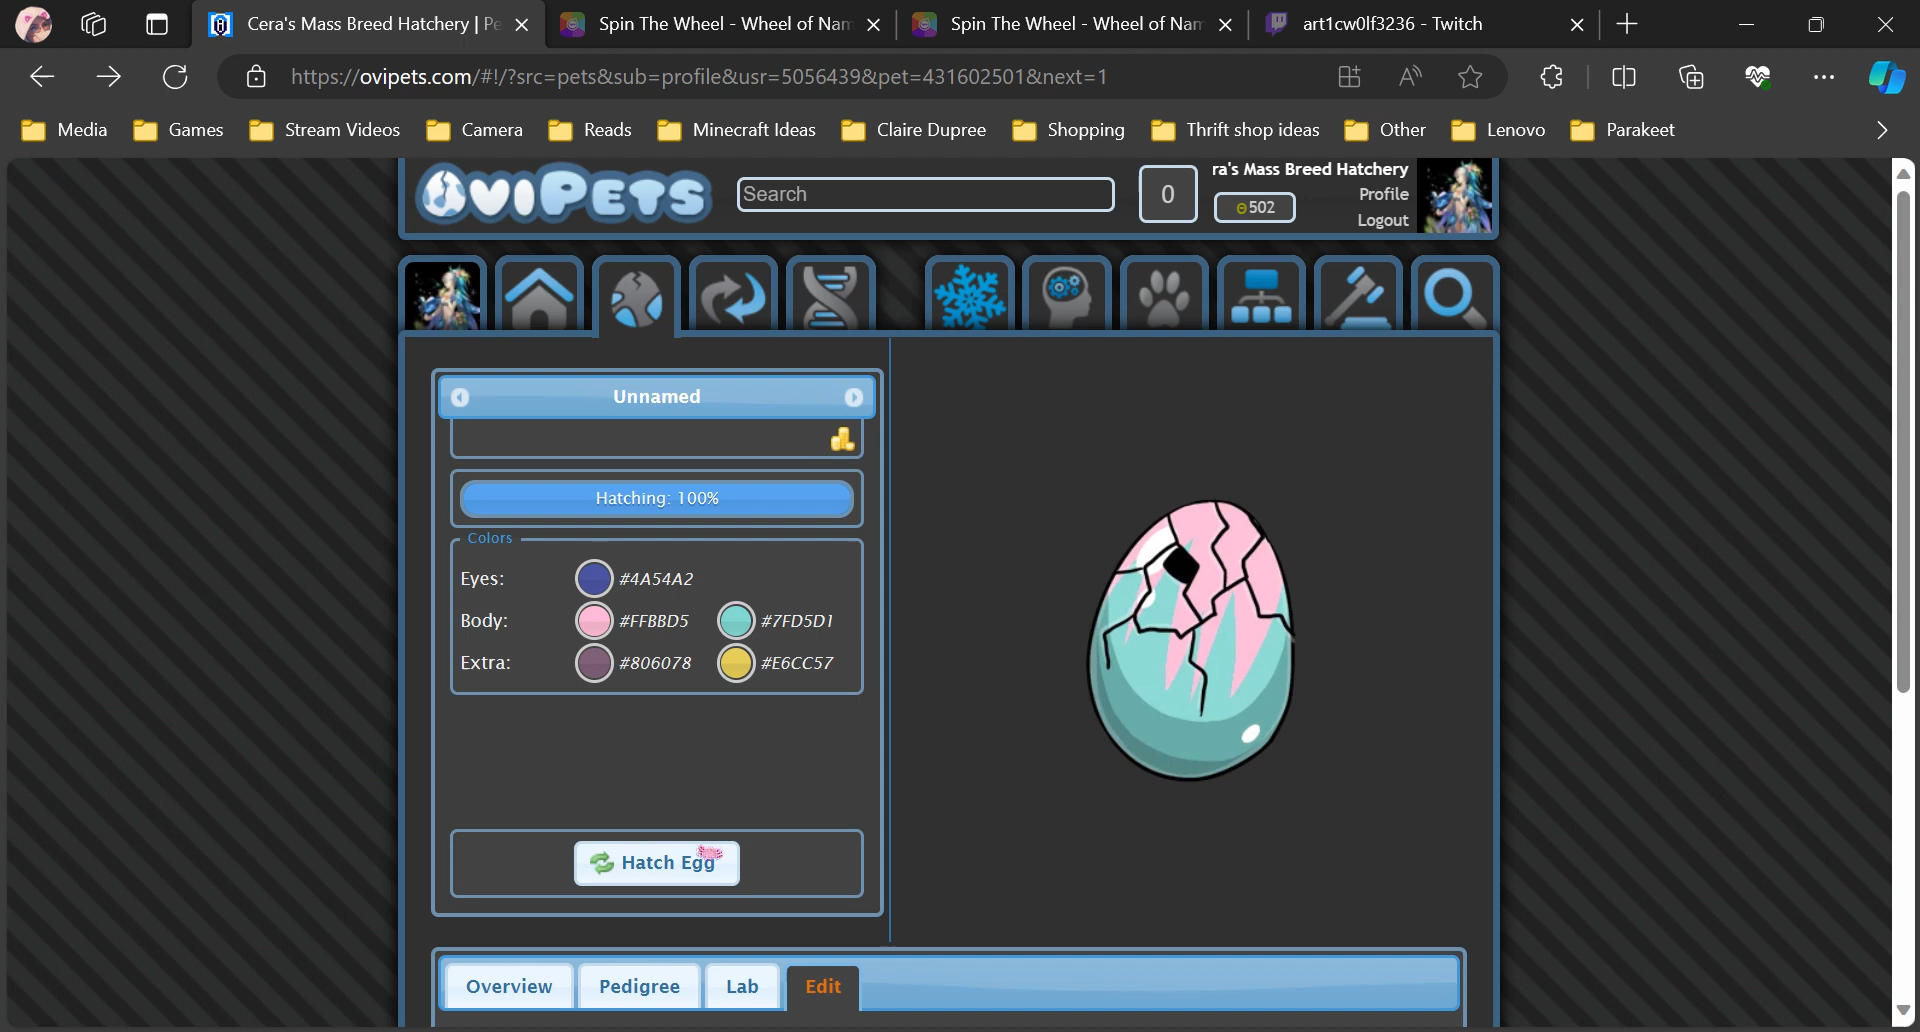 Cera's Mass Breed Hatchery | Pe
Spin The Wheel - Wheel of Nam
Spin The Wheel - Wheel of Nam
art1cw0lf3236 - Twitch
https://ovipets.com/#!/?src=pets&sub=profile&usr=5056439&pet=431602501&next=1
Media
Games
Stream Videos
Camera
Reads
Minecraft Ideas
Claire Dupree
Shopping
Thrift shop ideas
Other
Lenovo
Parakeet
OviPets
Search
0
ra's Mass Breed Hatchery
502
Profile
Logout
Unnamed
Hatching: 100%
Colors
Eyes: #4A54A2
Body: #FFBBD5 #7FD5D1
Extra: #806078 #E6CC57
Hatch Egg
Overview
Pedigree
Lab
Edit